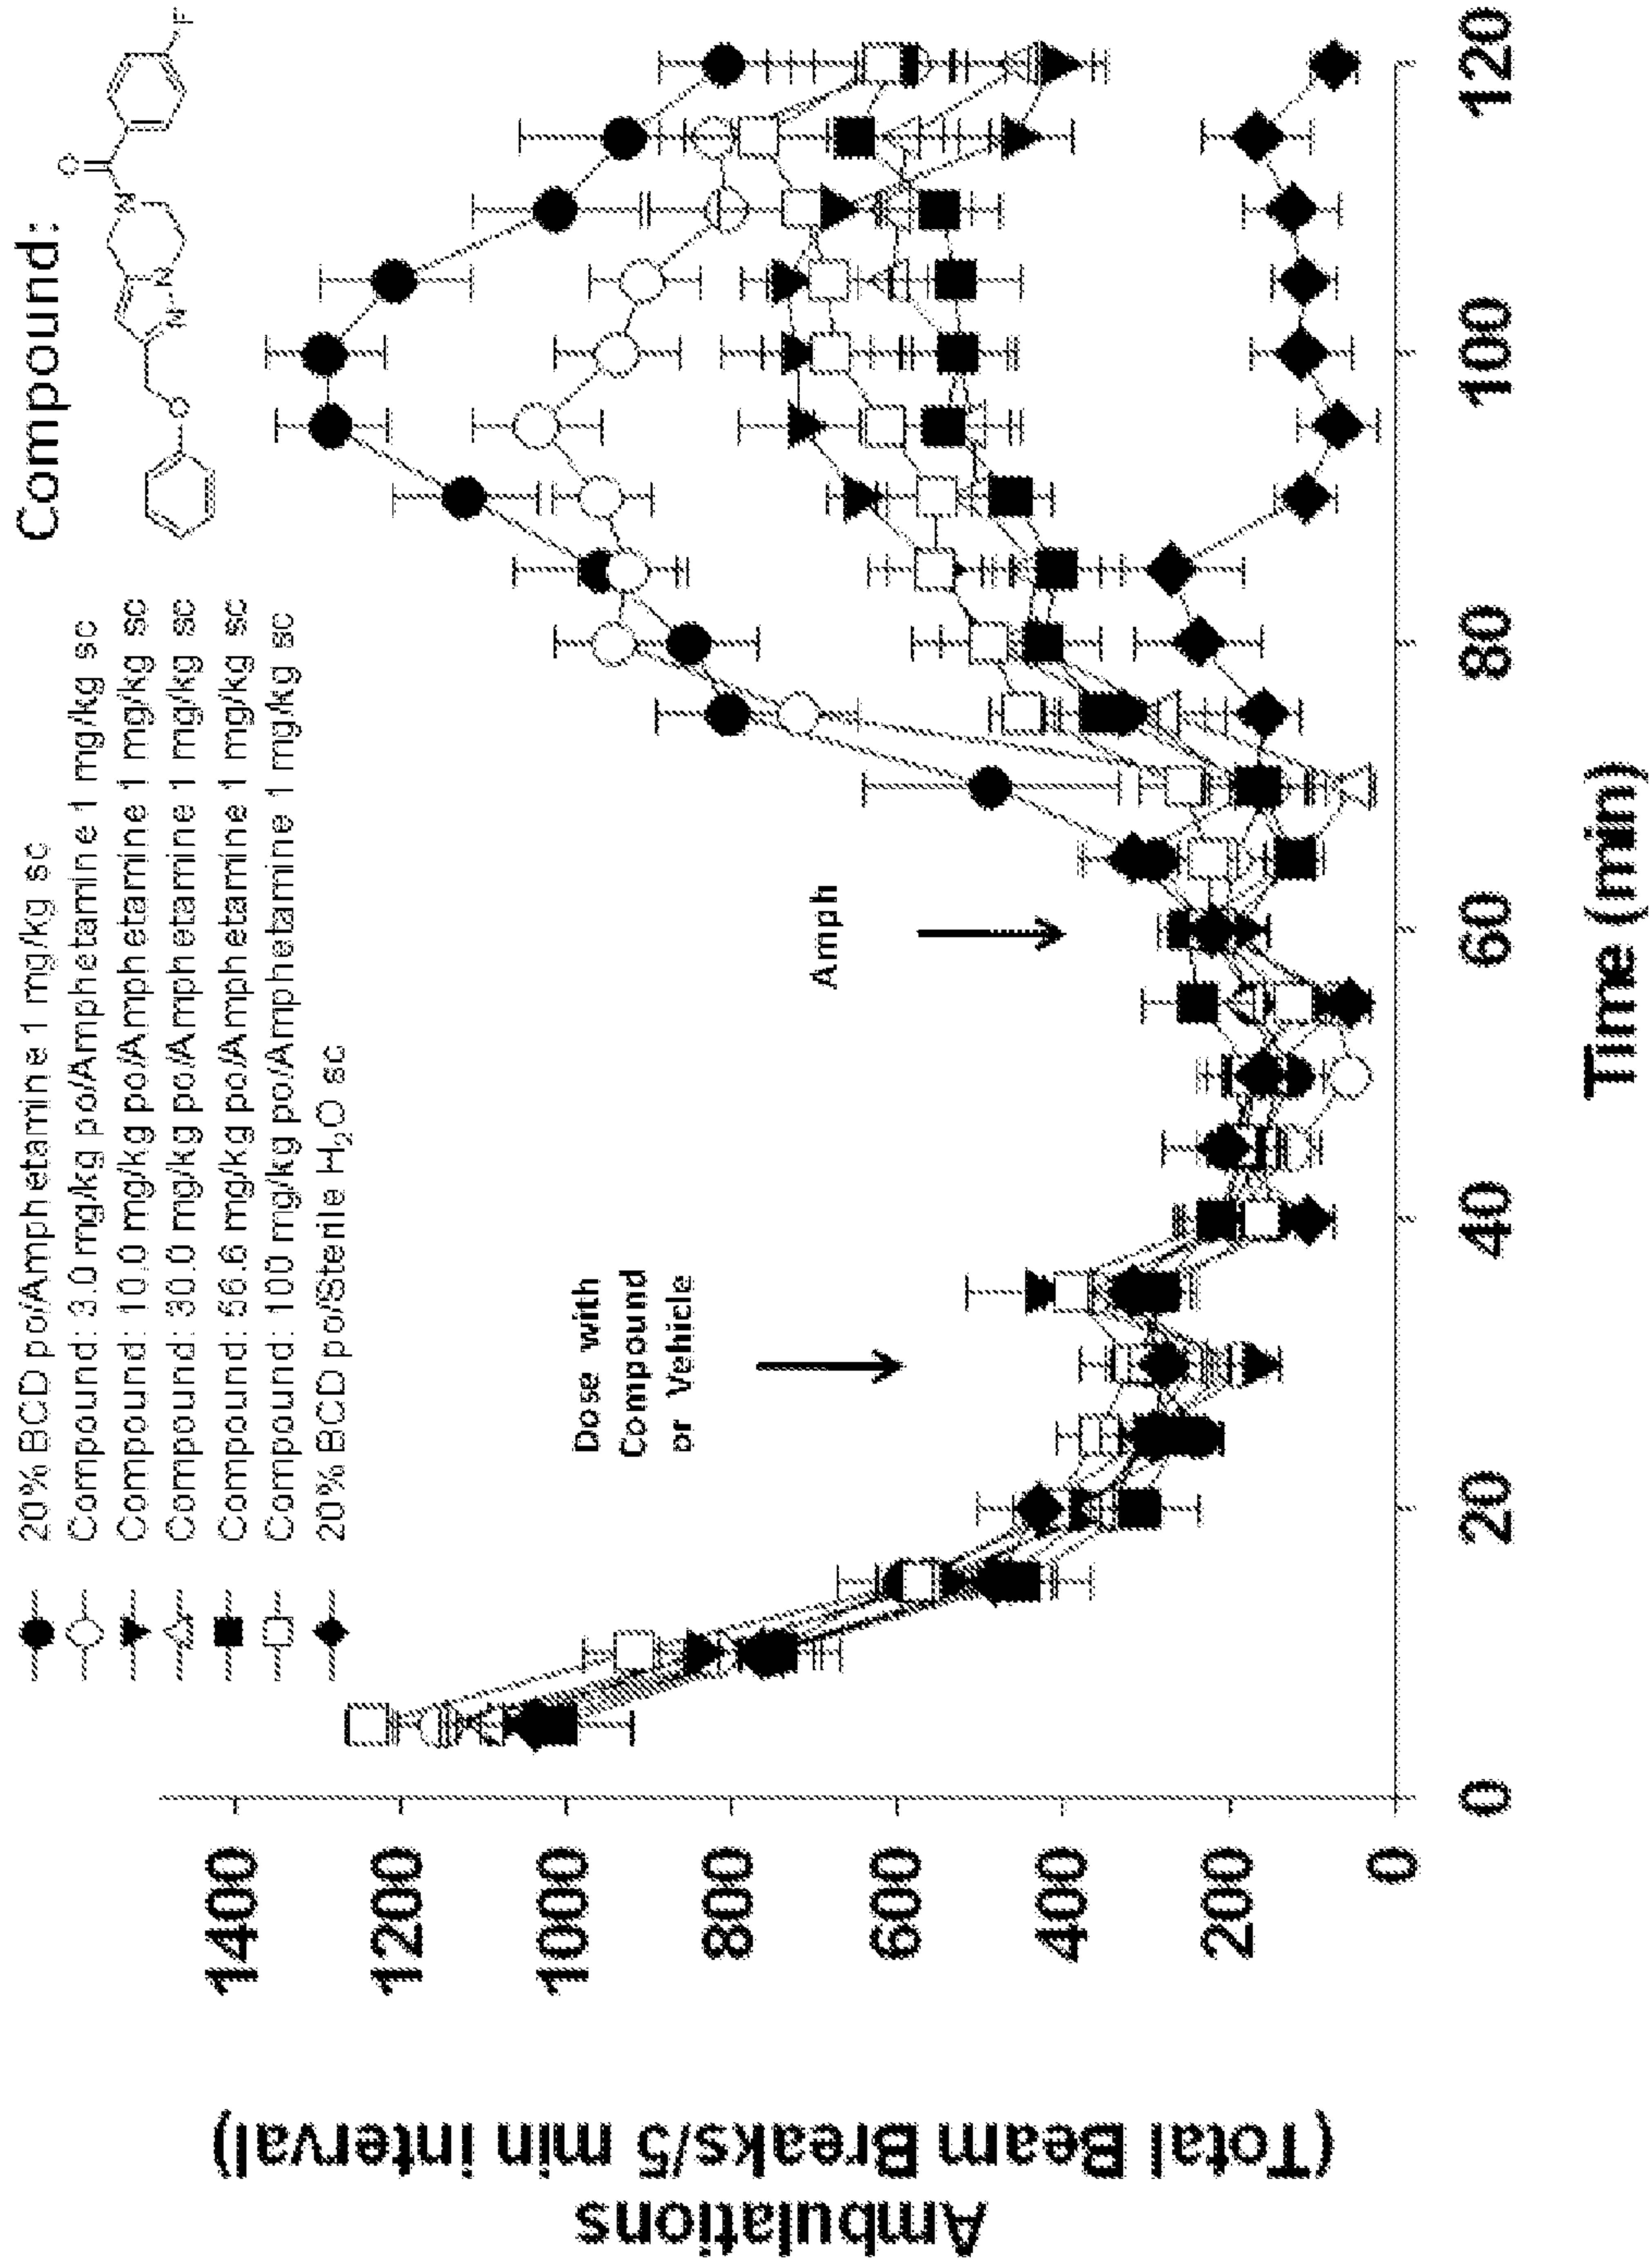 20% BCD po/Amphetamine 1 mg/kg sc
Compound: 3.0 mg/kg po/Amphetamine 1 mg/kg sc
Compound: 10.0 mg/kg po/Amphetamine 1 mg/kg sc
Compound: 30.0 mg/kg po/Amphetamine 1 mg/kg sc
Compound: 56.6 mg/kg po/Amphetamine 1 mg/kg sc
Compound: 100 mg/kg po/Amphetamine 1 mg/kg sc
20% BCD po/Sterile H₂O sc
Compound:
O
N
F
N
N
O
Dose with
Compound
or Vehicle
Amph
Ambulations
(Total Beam Breaks/5 min interval)
1400
1200
1000
800
600
400
200
0
0
20
40
60
80
100
120
Time (min)